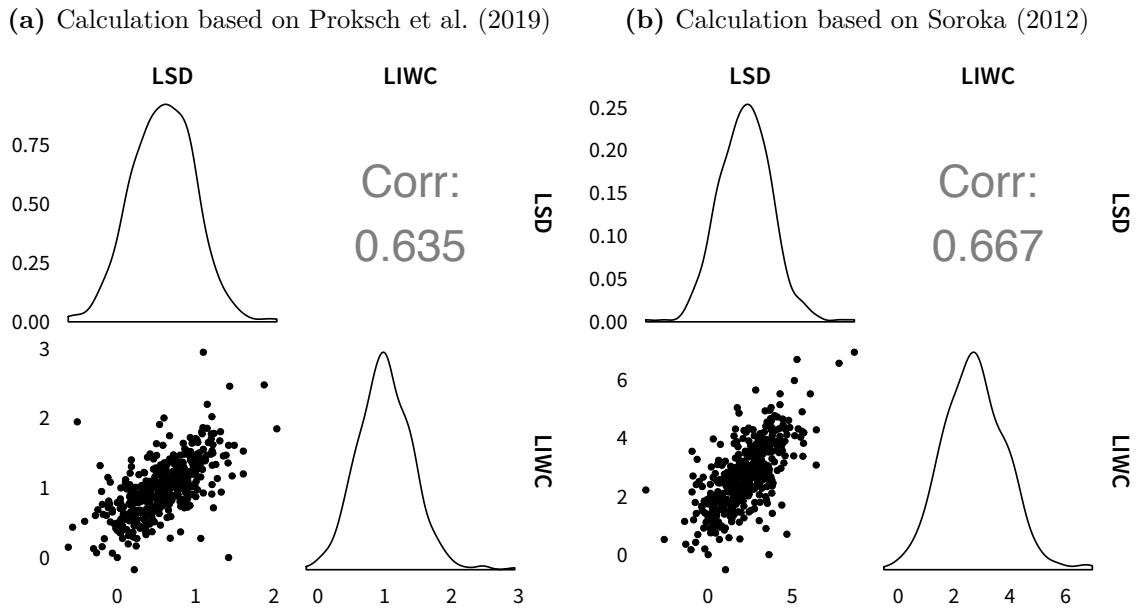 (a) Calculation based on Proksch et al. (2019)
LSD
LIWC
0.75
0.50
0.25
0.00
Corr:
0.635
LSD
3
2
1
0
LIWC
0 1 2
0 1 2 3
(b) Calculation based on Soroka (2012)
LSD
LIWC
0.25
0.20
0.15
0.10
0.05
0.00
Corr:
0.667
LSD
6
4
2
0
LIWC
0 5
0 2 4 6